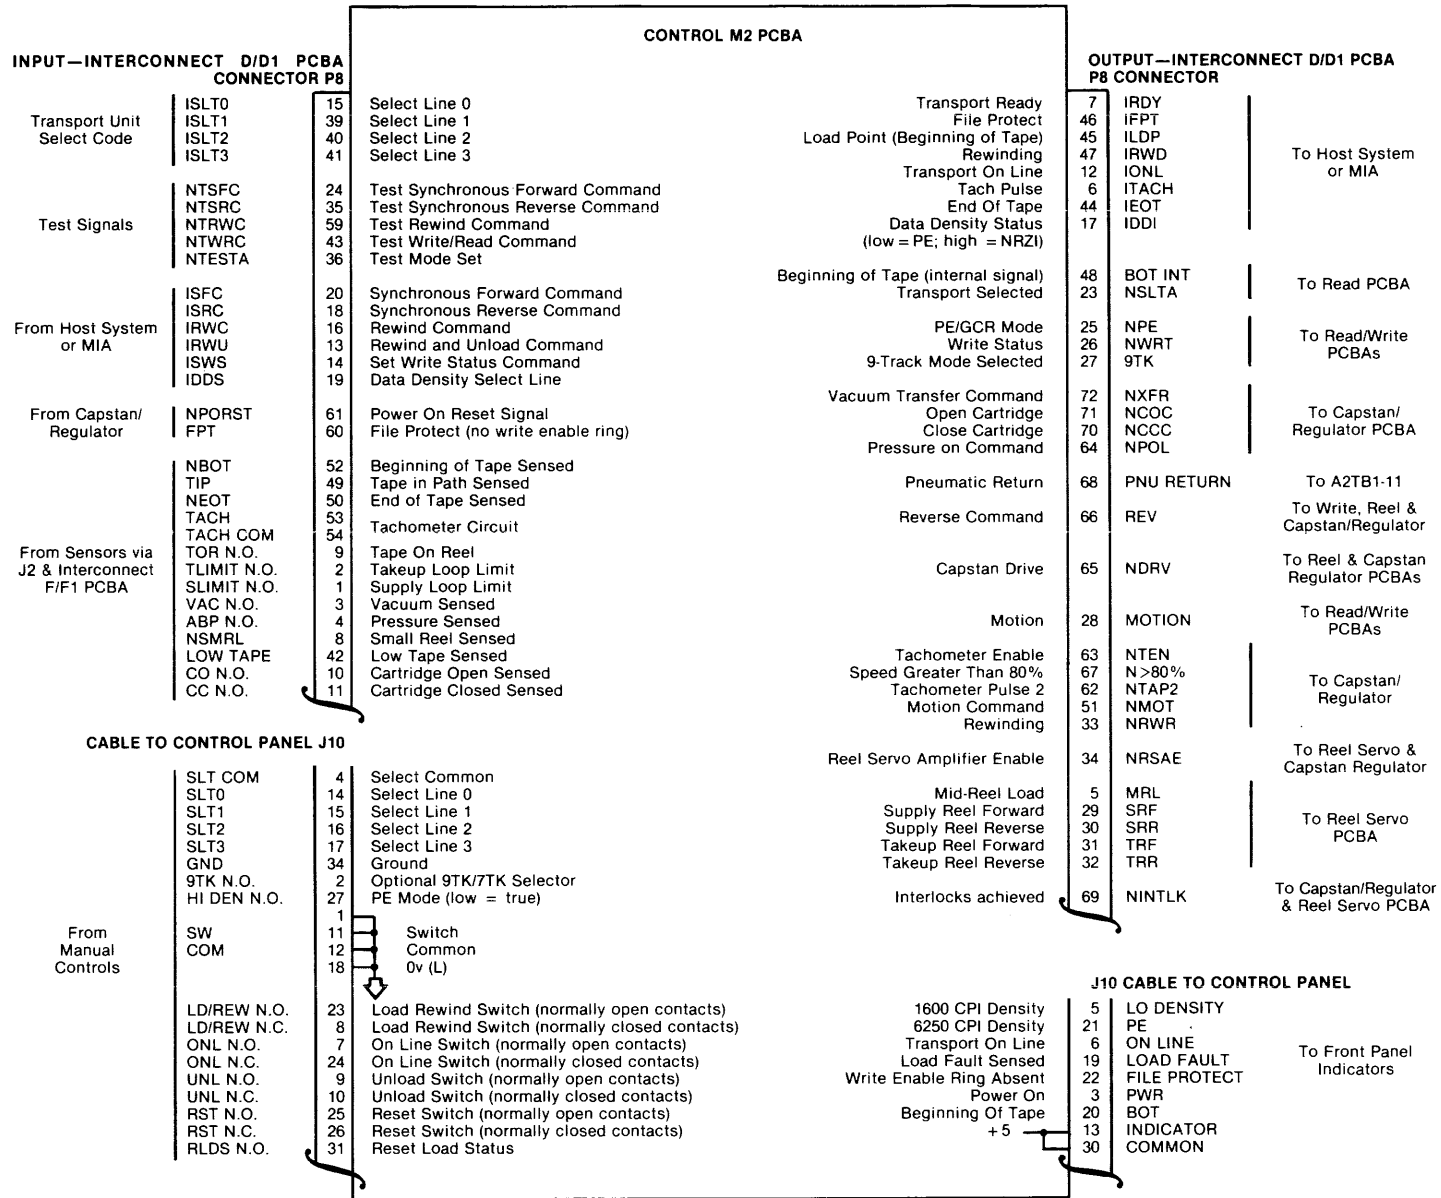 CONTROL M2 PCBA
INPUT—INTERCONNECT D/D1 PCBA
CONNECTOR P8
Transport Unit
Select Code
ISLT0 15 Select Line 0
ISLT1 39 Select Line 1
ISLT2 40 Select Line 2
ISLT3 41 Select Line 3
Test Signals
NTSFC 24 Test Synchronous Forward Command
NTSRC 35 Test Synchronous Reverse Command
NTRWC 59 Test Rewind Command
NTWRC 43 Test Write/Read Command
NTESTA 36 Test Mode Set
From Host System
or MIA
ISFC 20 Synchronous Forward Command
ISRC 18 Synchronous Reverse Command
IRWC 16 Rewind Command
IRWU 13 Rewind and Unload Command
ISWS 14 Set Write Status Command
IDDS 19 Data Density Select Line
From Capstan/
Regulator
NPORST 61 Power On Reset Signal
FPT 60 File Protect (no write enable ring)
From Sensors via
J2 & Interconnect
F/F1 PCBA
NBOT 52 Beginning of Tape Sensed
TIP 49 Tape in Path Sensed
NEOT 50 End of Tape Sensed
TACH 53
Tachometer Circuit
TACH COM 54
TOR N.O. 9 Tape On Reel
TLIMIT N.O. 2 Takeup Loop Limit
SLIMIT N.O. 1 Supply Loop Limit
VAC N.O. 3 Vacuum Sensed
ABP N.O. 4 Pressure Sensed
NSMRL 8 Small Reel Sensed
LOW TAPE 42 Low Tape Sensed
CO N.O. 10 Cartridge Open Sensed
CC N.O. 11 Cartridge Closed Sensed
CABLE TO CONTROL PANEL J10
From
Manual
Controls
SLT COM 4 Select Common
SLT0 14 Select Line 0
SLT1 15 Select Line 1
SLT2 16 Select Line 2
SLT3 17 Select Line 3
GND 34 Ground
9TK N.O. 2 Optional 9TK/7TK Selector
HI DEN N.O. 27 PE Mode (low = true)
1
SW 11 Switch
COM 12 Common
18 0v (L)
LD/REW N.O. 23 Load Rewind Switch (normally open contacts)
LD/REW N.C. 8 Load Rewind Switch (normally closed contacts)
ONL N.O. 7 On Line Switch (normally open contacts)
ONL N.C. 24 On Line Switch (normally closed contacts)
UNL N.O. 9 Unload Switch (normally open contacts)
UNL N.C. 10 Unload Switch (normally closed contacts)
RST N.O. 25 Reset Switch (normally open contacts)
RST N.C. 26 Reset Switch (normally closed contacts)
RLDS N.O. 31 Reset Load Status
OUTPUT—INTERCONNECT D/D1 PCBA
P8 CONNECTOR
Transport Ready 7 IRDY
File Protect 46 IFPT
Load Point (Beginning of Tape) 45 ILDP
Rewinding 47 IRWD
Transport On Line 12 IONL
Tach Pulse 6 ITACH
End Of Tape 44 IEOT
Data Density Status 17 IDDI
(low = PE; high = NRZI)
To Host System
or MIA
Beginning of Tape (internal signal) 48 BOT INT
Transport Selected 23 NSLTA
To Read PCBA
PE/GCR Mode 25 NPE
Write Status 26 NWRT
9-Track Mode Selected 27 9TK
To Read/Write
PCBAs
Vacuum Transfer Command 72 NXFR
Open Cartridge 71 NCOC
Close Cartridge 70 NCCC
Pressure on Command 64 NPOL
To Capstan/
Regulator PCBA
Pneumatic Return 68 PNU RETURN To A2TB1-11
Reverse Command 66 REV
To Write, Reel &
Capstan/Regulator
Capstan Drive 65 NDRV
To Reel & Capstan
Regulator PCBAs
Motion 28 MOTION
To Read/Write
PCBAs
Tachometer Enable 63 NTEN
Speed Greater Than 80% 67 N>80%
Tachometer Pulse 2 62 NTAP2
Motion Command 51 NMOT
Rewinding 33 NRWR
To Capstan/
Regulator
Reel Servo Amplifier Enable 34 NRSAE
To Reel Servo &
Capstan Regulator
Mid-Reel Load 5 MRL
Supply Reel Forward 29 SRF
Supply Reel Reverse 30 SRR
Takeup Reel Forward 31 TRF
Takeup Reel Reverse 32 TRR
To Reel Servo
PCBA
Interlocks achieved 69 NINTLK
To Capstan/Regulator
& Reel Servo PCBA
J10 CABLE TO CONTROL PANEL
1600 CPI Density 5 LO DENSITY
6250 CPI Density 21 PE
Transport On Line 6 ON LINE
Load Fault Sensed 19 LOAD FAULT
Write Enable Ring Absent 22 FILE PROTECT
Power On 3 PWR
Beginning Of Tape 20 BOT
+5 13 INDICATOR
30 COMMON
To Front Panel
Indicators